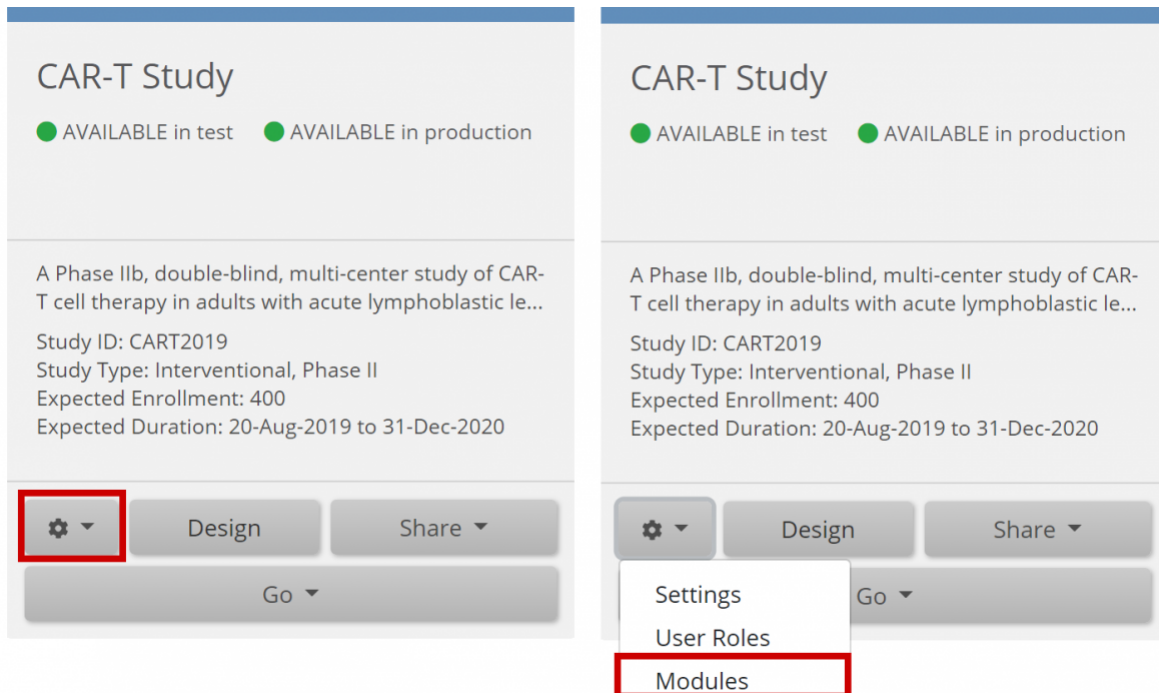 CAR-T Study
AVAILABLE in test AVAILABLE in production
A Phase IIb, double-blind, multi-center study of CAR-
T cell therapy in adults with acute lymphoblastic le...
Study ID: CART2019
Study Type: Interventional, Phase II
Expected Enrollment: 400
Expected Duration: 20-Aug-2019 to 31-Dec-2020
Design Share
Go
CAR-T Study
AVAILABLE in test AVAILABLE in production
A Phase IIb, double-blind, multi-center study of CAR-
T cell therapy in adults with acute lymphoblastic le...
Study ID: CART2019
Study Type: Interventional, Phase II
Expected Enrollment: 400
Expected Duration: 20-Aug-2019 to 31-Dec-2020
Design Share
Go
Settings
User Roles
Modules